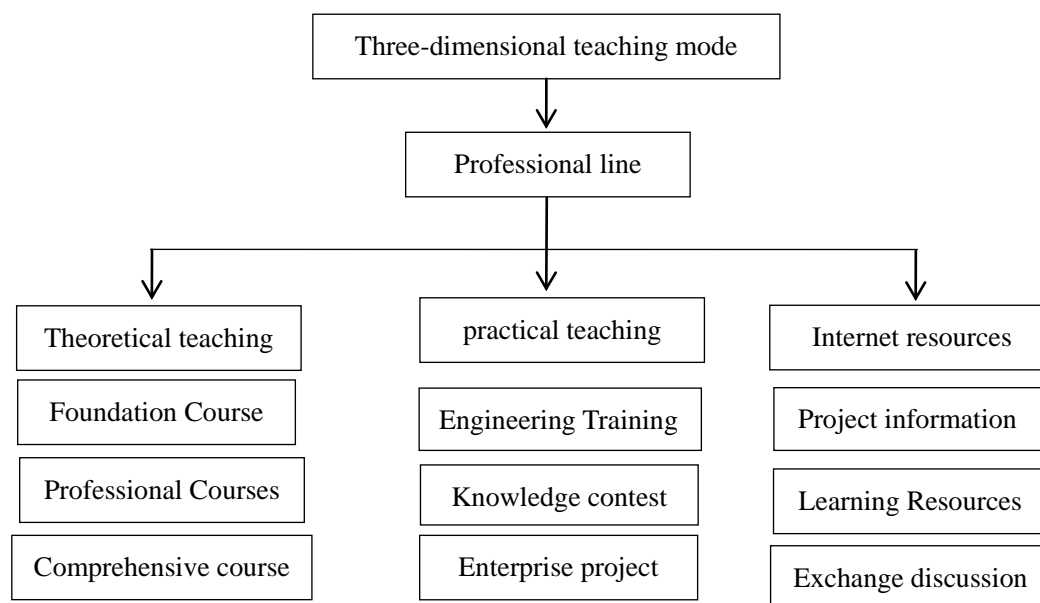 Three-dimensional teaching mode
Professional line
Theoretical teaching
practical teaching
Internet resources
Foundation Course
Engineering Training
Project information
Professional Courses
Knowledge contest
Learning Resources
Comprehensive course
Enterprise project
Exchange discussion